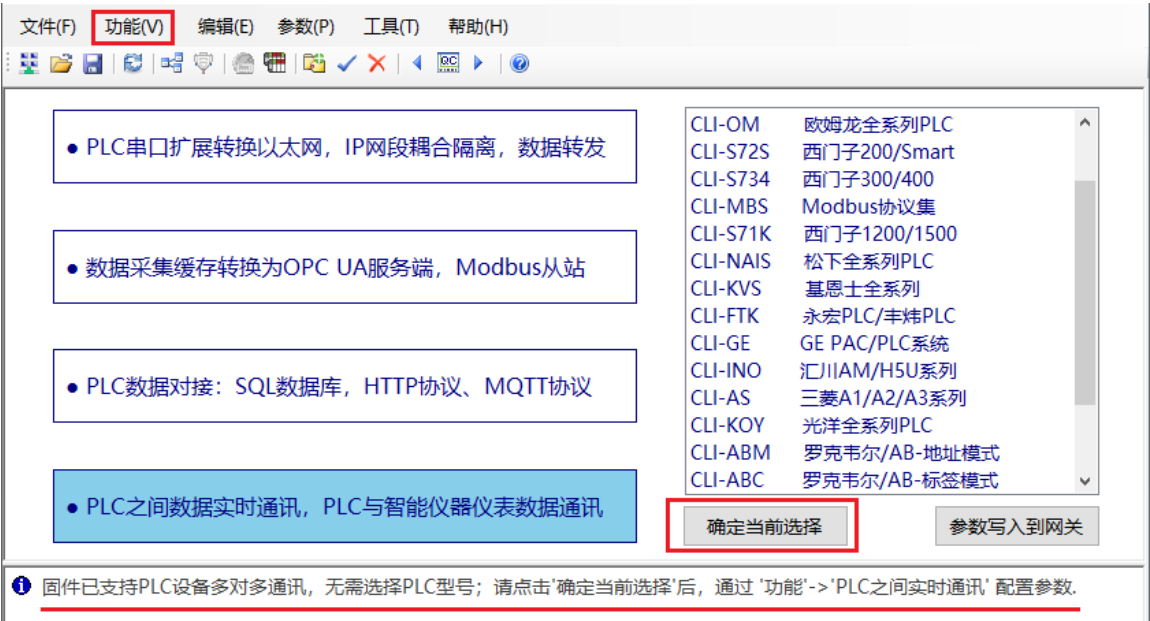 文件(F) 功能(V) 编辑(E) 参数(P) 工具(T) 帮助(H)
QC
● PLC串口扩展转换以太网，IP网段耦合隔离，数据转发
● 数据采集缓存转换为OPC UA服务端，Modbus从站
● PLC数据对接：SQL数据库，HTTP协议、MQTT协议
● PLC之间数据实时通讯，PLC与智能仪器仪表数据通讯
CLI-OM 欧姆龙全系列PLC
CLI-S72S 西门子200/Smart
CLI-S734 西门子300/400
CLI-MBS Modbus协议集
CLI-S71K 西门子1200/1500
CLI-NAIS 松下全系列PLC
CLI-KVS 基恩士全系列
CLI-FTK 永宏PLC/丰炜PLC
CLI-GE GE PAC/PLC系统
CLI-INO 汇川AM/H5U系列
CLI-AS 三菱A1/A2/A3系列
CLI-KOY 光洋全系列PLC
CLI-ABM 罗克韦尔/AB-地址模式
CLI-ABC 罗克韦尔/AB-标签模式
确定当前选择 参数写入到网关
固件已支持PLC设备多对多通讯，无需选择PLC型号；请点击'确定当前选择'后，通过 '功能'->'PLC之间实时通讯' 配置参数.